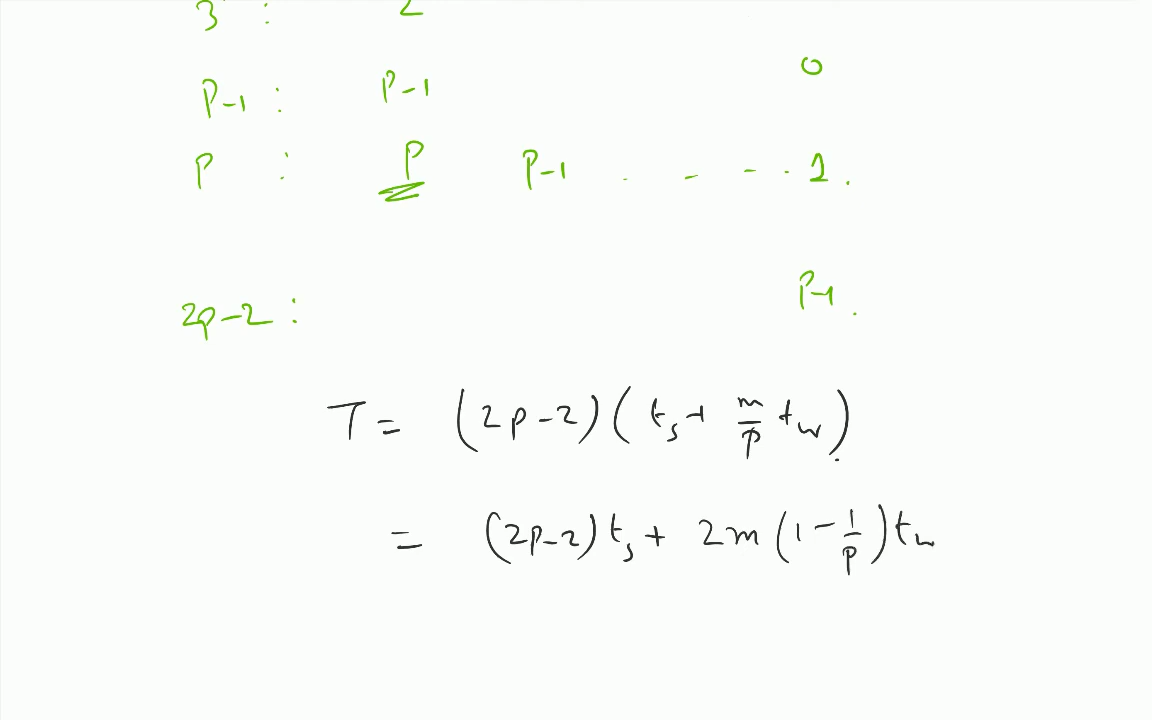 3 : 2
0
P-1 : P-1
P : P P-1 . - - . 1 .
P-1 .
2p-2 :
T = (2p-2)(ts + m/p tw)
= (2p-2)ts + 2m(1-1/p)tw